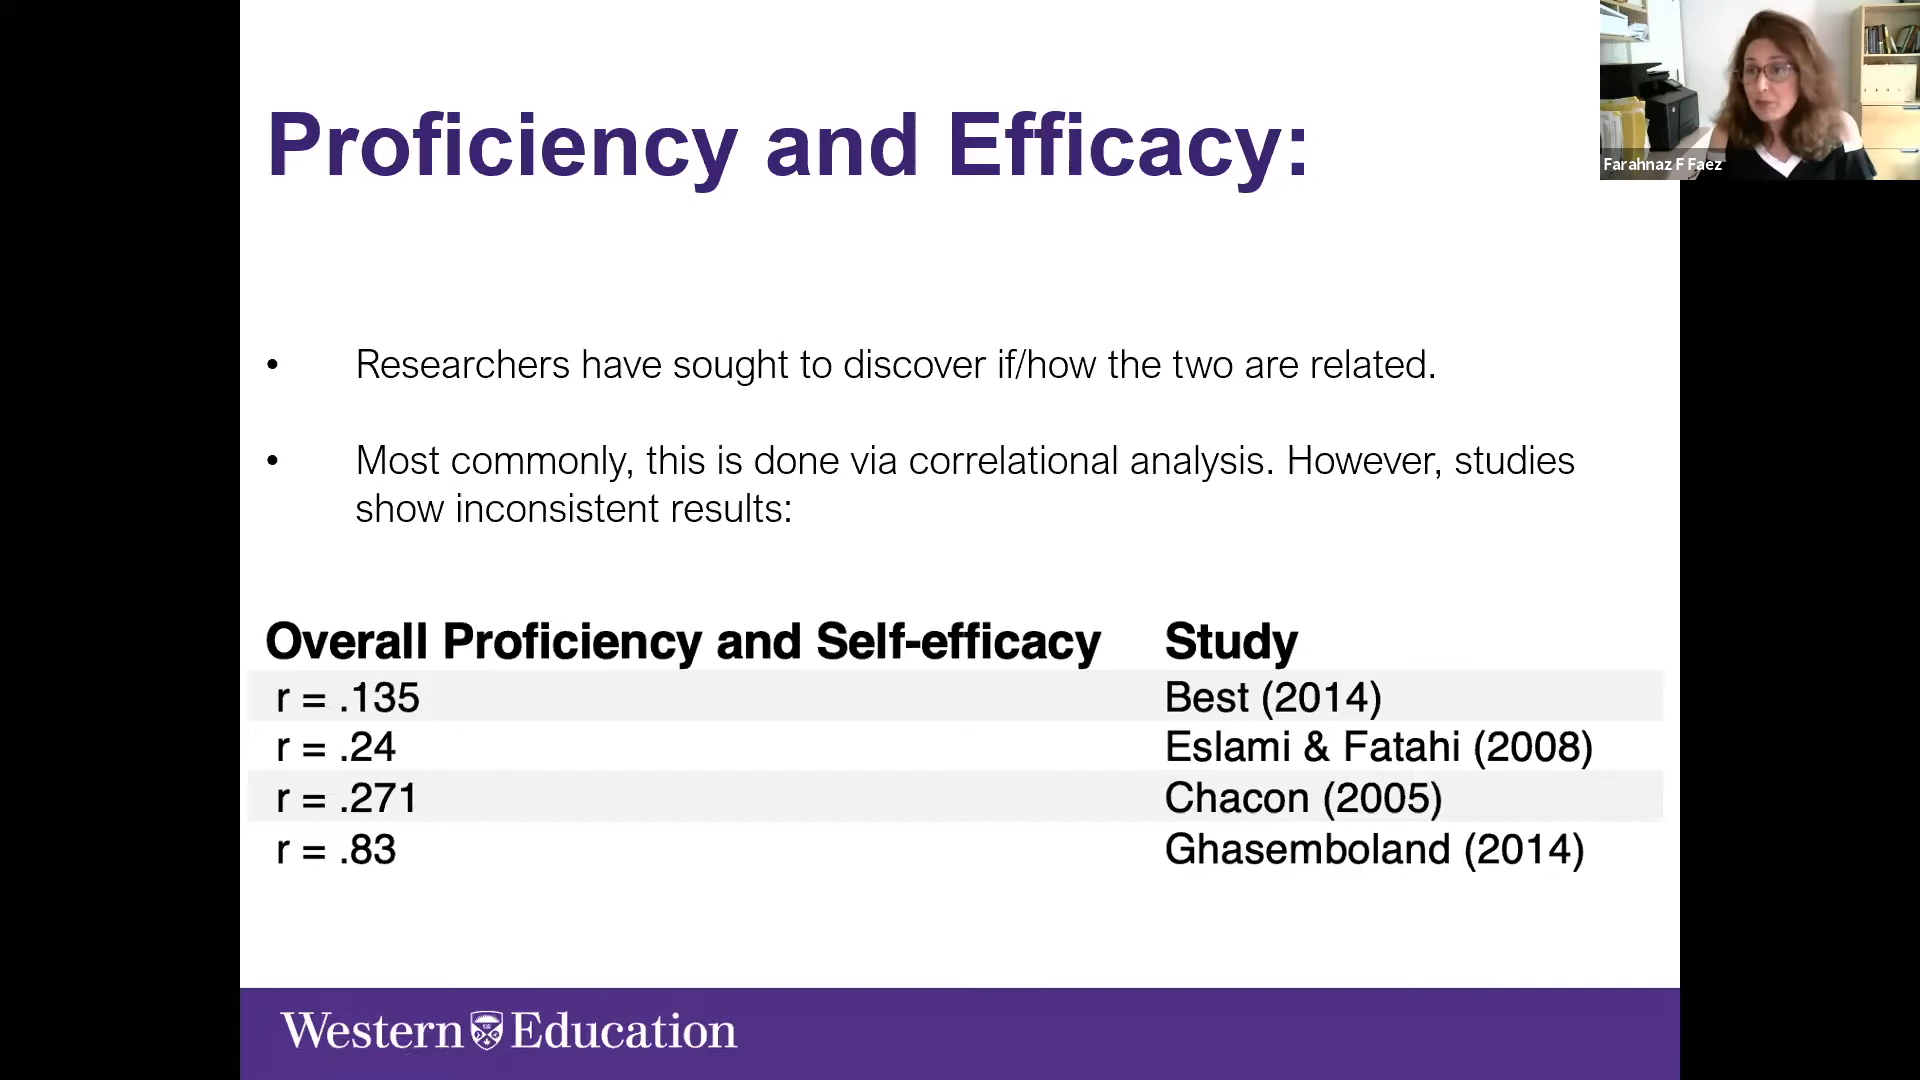 Proficiency and Efficacy:
Farahnaz F Faez
• Researchers have sought to discover if/how the two are related.
• Most commonly, this is done via correlational analysis. However, studies
show inconsistent results:
Overall Proficiency and Self-efficacy Study
r = .135 Best (2014)
r = .24 Eslami & Fatahi (2008)
r = .271 Chacon (2005)
r = .83 Ghasemboland (2014)
Western Education